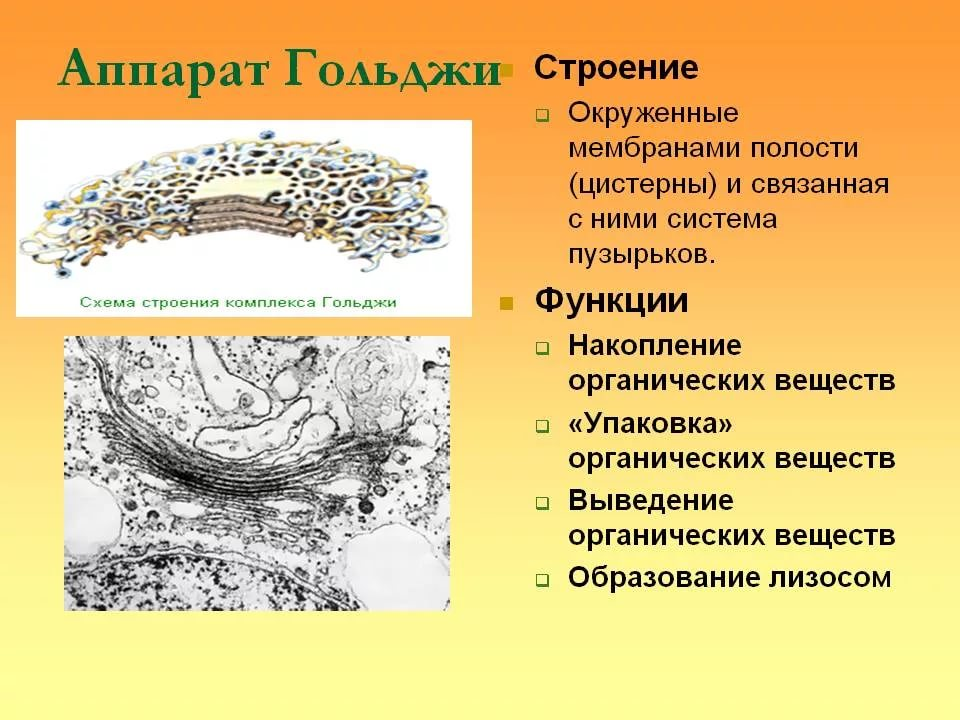 Аппарат Гольджи
Схема строения комплекса Гольджи
Строение
Окруженные
мембранами полости
(цистерны) и связанная
с ними система
пузырьков.
Функции
Накопление
органических веществ
«Упаковка»
органических веществ
Выведение
органических веществ
Образование лизосом